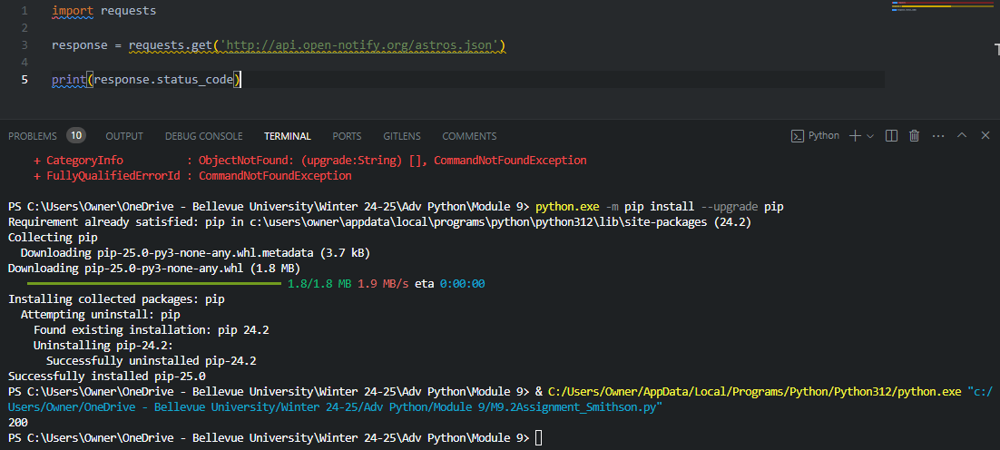 1 import requests
2
3 response = requests.get('http://api.open-notify.org/astros.json')
4
5 print(response.status_code)
PROBLEMS 10 OUTPUT DEBUG CONSOLE TERMINAL PORTS GITLENS COMMENTS Python
+ CategoryInfo : ObjectNotFound: (upgrade:String) [], CommandNotFoundException
+ FullyQualifiedErrorId : CommandNotFoundException
PS C:\Users\Owner\OneDrive - Bellevue University\Winter 24-25\Adv Python\Module 9> python.exe -m pip install --upgrade pip
Requirement already satisfied: pip in c:\users\owner\appdata\local\programs\python\python312\lib\site-packages (24.2)
Collecting pip
Downloading pip-25.0-py3-none-any.whl.metadata (3.7 kB)
Downloading pip-25.0-py3-none-any.whl (1.8 MB)
1.8/1.8 MB 1.9 MB/s eta 0:00:00
Installing collected packages: pip
Attempting uninstall: pip
Found existing installation: pip 24.2
Uninstalling pip-24.2:
Successfully uninstalled pip-24.2
Successfully installed pip-25.0
PS C:\Users\Owner\OneDrive - Bellevue University\Winter 24-25\Adv Python\Module 9> & C:/Users/Owner/AppData/Local/Programs/Python/Python312/python.exe "c:/
Users/Owner/OneDrive - Bellevue University/Winter 24-25/Adv Python/Module 9/M9.2Assignment_Smithson.py"
200
PS C:\Users\Owner\OneDrive - Bellevue University\Winter 24-25\Adv Python\Module 9>